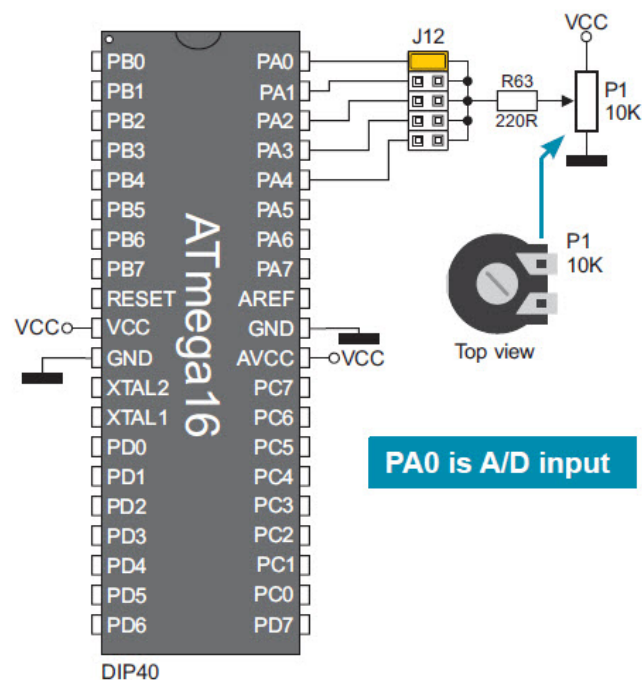 VCC
J12
PB0 PA0
PB1 PA1
R63
P1
PB2 PA2
220R
10K
PB3 PA3
PB4 PA4
PB5 PA5
PB6 PA6
P1
PB7 PA7
10K
RESET AREF
VCC VCC GND
Top view
GND AVCC VCC
XTAL2 PC7
XTAL1 PC6
ATmega16
PD0 PC5
PA0 is A/D input
PD1 PC4
PD2 PC3
PD3 PC2
PD4 PC1
PD5 PC0
PD6 PD7
DIP40